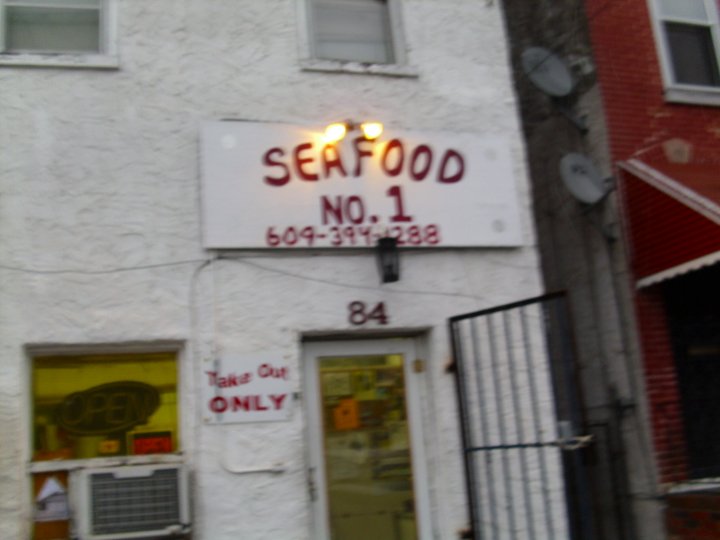 SEAFOOD
NO. 1
84
Take Out
ONLY
OPEN